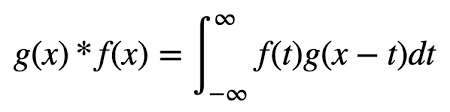 g(x) * f(x) = ∫_{-∞}^{∞} f(t)g(x − t)dt